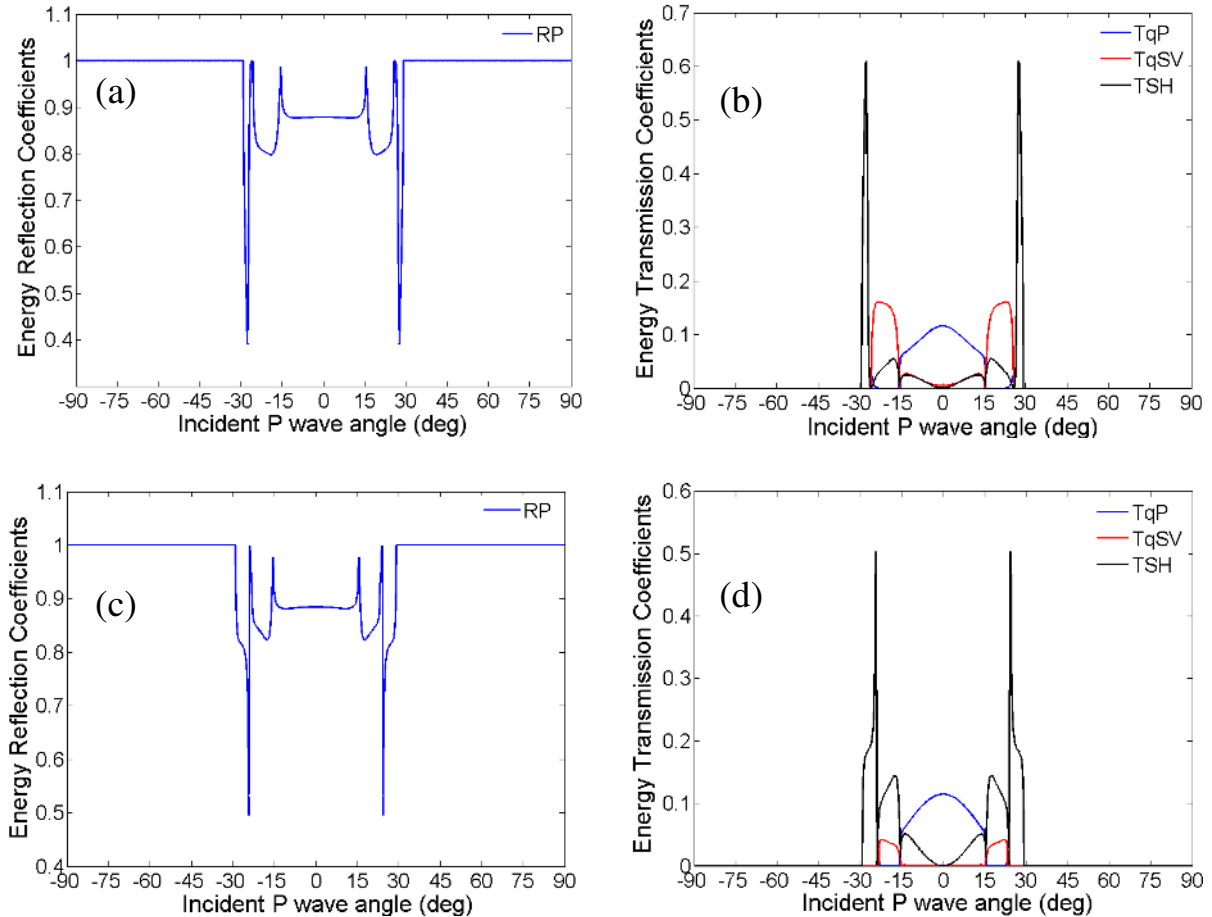 1.1
1
0.9
0.8
0.7
0.6
0.5
0.4
Energy Reflection Coefficients
RP
(a)
-90 -75 -60 -45 -30 -15 0 15 30 45 60 75 90
Incident P wave angle (deg)
0.7
0.6
0.5
0.4
0.3
0.2
0.1
0
Energy Transmission Coefficients
TqP
TqSV
TSH
(b)
-90 -75 -60 -45 -30 -15 0 15 30 45 60 75 90
Incident P wave angle (deg)
1.1
1
0.9
0.8
0.7
0.6
0.5
0.4
Energy Reflection Coefficients
RP
(c)
-90 -75 -60 -45 -30 -15 0 15 30 45 60 75 90
Incident P wave angle (deg)
0.6
0.5
0.4
0.3
0.2
0.1
0
Energy Transmission Coefficients
TqP
TqSV
TSH
(d)
-90 -75 -60 -45 -30 -15 0 15 30 45 60 75 90
Incident P wave angle (deg)